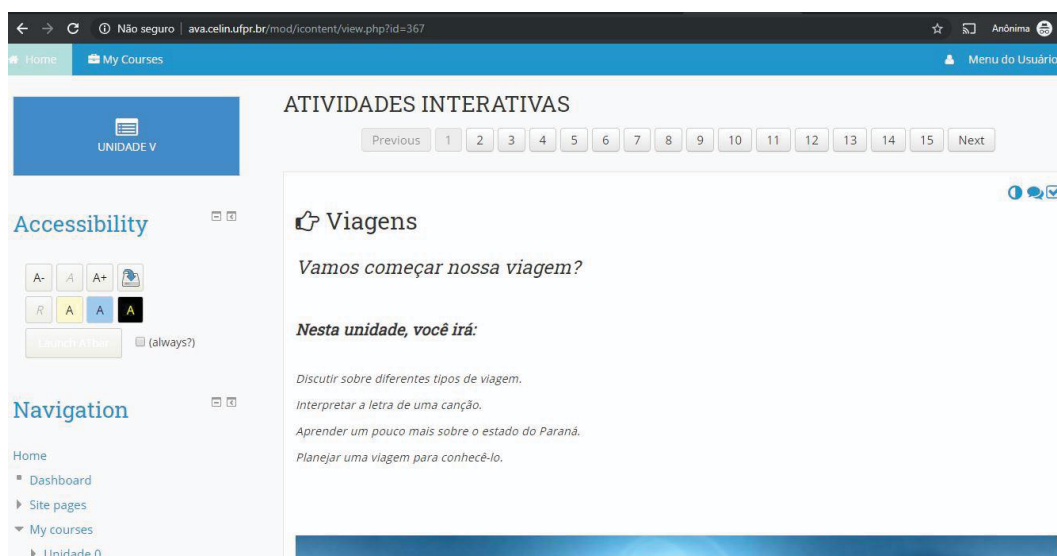 Não seguro | ava.celin.ufpr.br/mod/icontent/view.php?id=367 Anônima
Home My Courses Menu do Usuário
UNIDADE V
ATIVIDADES INTERATIVAS
Previous 1 2 3 4 5 6 7 8 9 10 11 12 13 14 15 Next
Accessibility
A- A A+
R A A A
(always?)
Navigation
Home
Dashboard
Site pages
My courses
Unidade 0
Viagens
Vamos começar nossa viagem?
Nesta unidade, você irá:
Discutir sobre diferentes tipos de viagem.
Interpretar a letra de uma canção.
Aprender um pouco mais sobre o estado do Paraná.
Planejar uma viagem para conhecê-lo.